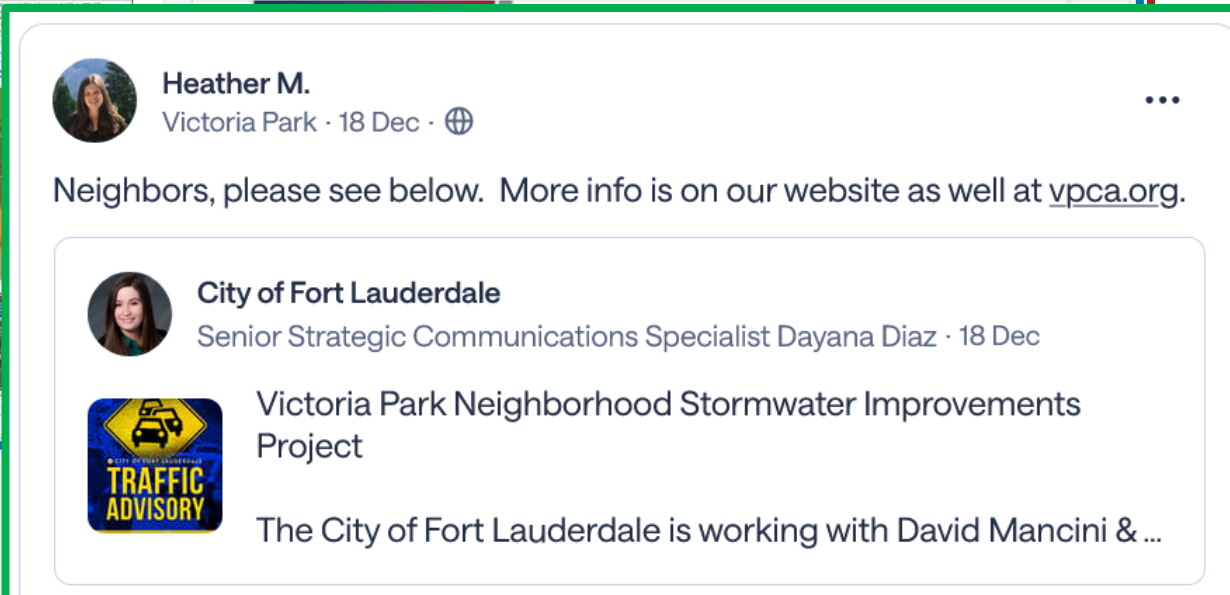 Heather M.
Victoria Park · 18 Dec ·
Neighbors, please see below.  More info is on our website as well at vpca.org.
City of Fort Lauderdale
Senior Strategic Communications Specialist Dayana Diaz · 18 Dec
Victoria Park Neighborhood Stormwater Improvements
Project
CITY OF FORT LAUDERDALE
TRAFFIC
ADVISORY
The City of Fort Lauderdale is working with David Mancini & ...